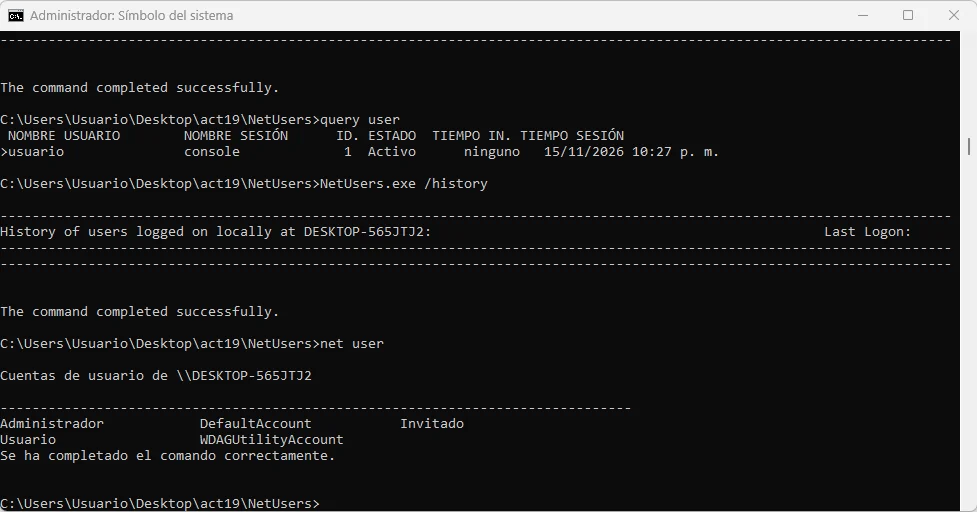 Administrador: Símbolo del sistema
-----------------------------------------------------------------------------------------------------------------------
The command completed successfully.
C:\Users\Usuario\Desktop\act19\NetUsers>query user
 NOMBRE USUARIO        NOMBRE SESIÓN      ID. ESTADO  TIEMPO IN. TIEMPO SESIÓN
>usuario               console             1  Activo      ninguno   15/11/2026 10:27 p. m.
C:\Users\Usuario\Desktop\act19\NetUsers>NetUsers.exe /history
-----------------------------------------------------------------------------------------------------------------------
History of users logged on locally at DESKTOP-565JTJ2:                                                 Last Logon:
-----------------------------------------------------------------------------------------------------------------------
-----------------------------------------------------------------------------------------------------------------------
The command completed successfully.
C:\Users\Usuario\Desktop\act19\NetUsers>net user
Cuentas de usuario de \\DESKTOP-565JTJ2
-------------------------------------------------------------------------------
Administrador            DefaultAccount           Invitado
Usuario                  WDAGUtilityAccount
Se ha completado el comando correctamente.
C:\Users\Usuario\Desktop\act19\NetUsers>